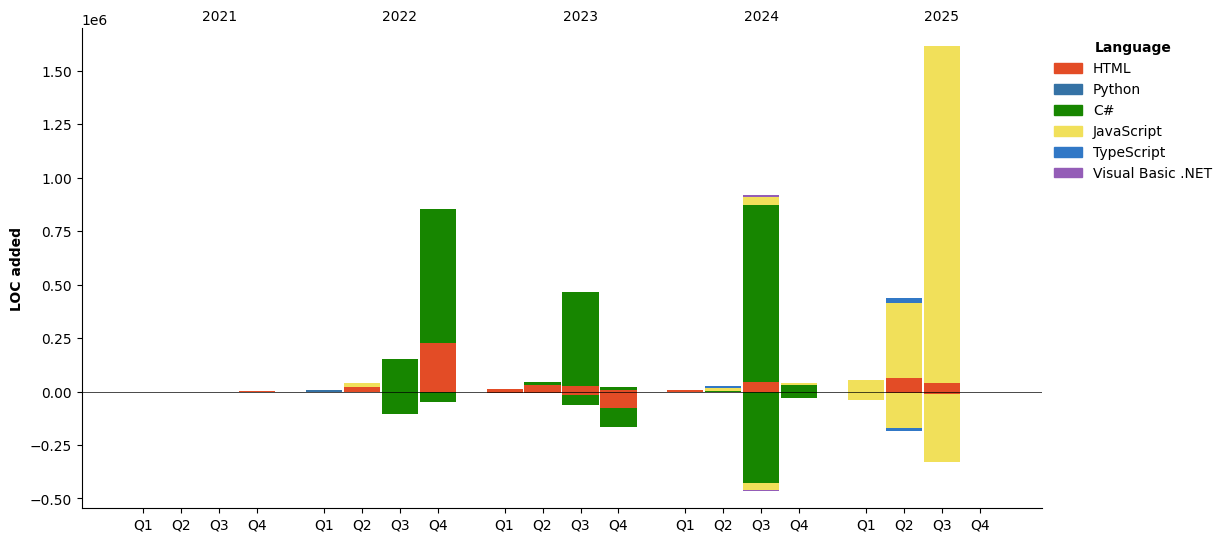 2021 2022 2023 2024 2025
1e6
Language
HTML
Python
C#
JavaScript
TypeScript
Visual Basic .NET
1.50
1.25
1.00
0.75
0.50
0.25
0.00
−0.25
−0.50
LOC added
Q1 Q2 Q3 Q4 Q1 Q2 Q3 Q4 Q1 Q2 Q3 Q4 Q1 Q2 Q3 Q4 Q1 Q2 Q3 Q4